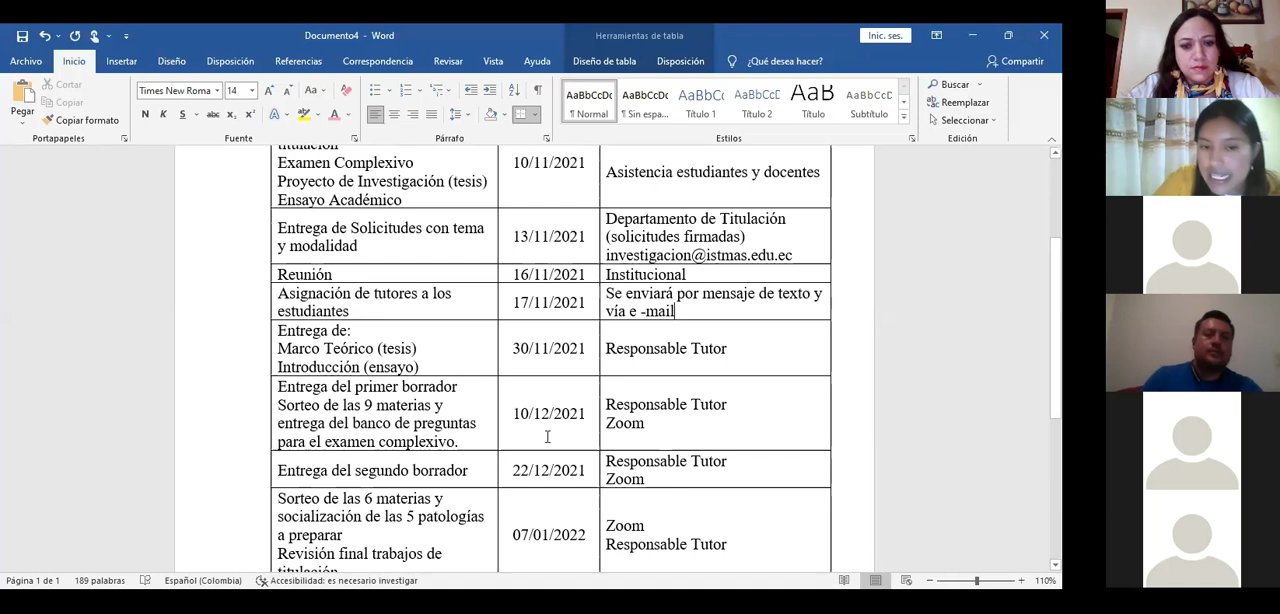 Documento4 - Word
Herramientas de tabla
Inic. ses.
Archivo Inicio Insertar Diseño Disposición Referencias Correspondencia Revisar Vista Ayuda Diseño de tabla Disposición ¿Qué desea hacer? Compartir
Pegar
Cortar
Copiar
Copiar formato
Portapapeles
Times New Roma 14
N K S abc x₂ x²
Fuente
Párrafo
AaBbCcDc AaBbCcDc AaBbC AaBbCcD AaB AaBbCcD
¶ Normal ¶ Sin espa... Título 1 Título 2 Título Subtítulo
Estilos
Buscar
Reemplazar
Seleccionar
Edición
titulación
Examen Complexivo
Proyecto de Investigación (tesis)
Ensayo Académico
10/11/2021
Asistencia estudiantes y docentes
Entrega de Solicitudes con tema
y modalidad
13/11/2021
Departamento de Titulación
(solicitudes firmadas)
investigacion@istmas.edu.ec
Reunión
16/11/2021
Institucional
Asignación de tutores a los
estudiantes
17/11/2021
Se enviará por mensaje de texto y
vía e -mail
Entrega de:
Marco Teórico (tesis)
Introducción (ensayo)
30/11/2021
Responsable Tutor
Entrega del primer borrador
Sorteo de las 9 materias y
entrega del banco de preguntas
para el examen complexivo.
10/12/2021
Responsable Tutor
Zoom
Entrega del segundo borrador
22/12/2021
Responsable Tutor
Zoom
Sorteo de las 6 materias y
socialización de las 5 patologías
a preparar
Revisión final trabajos de
titulación
07/01/2022
Zoom
Responsable Tutor
Página 1 de 1 189 palabras Español (Colombia) Accesibilidad: es necesario investigar 110%